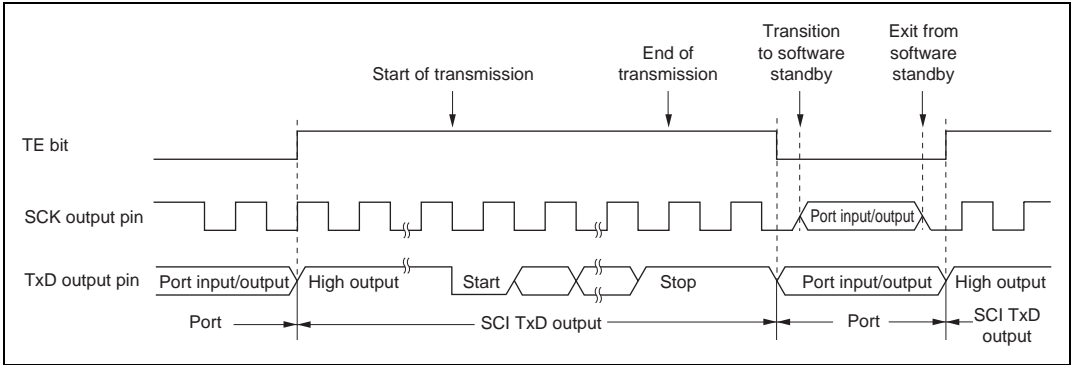 Transition
to software
standby
Exit from
software
standby
End of
transmission
Start of transmission
TE bit
SCK output pin
Port input/output
TxD output pin
Port input/output
High output
Start
Stop
Port input/output
High output
Port
SCI TxD output
Port
SCI TxD
output